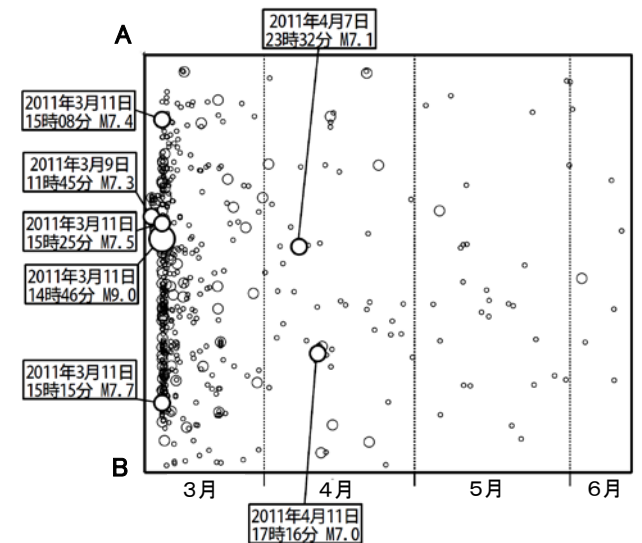 2011年4月7日
23時32分 M7.1
A
2011年3月11日
15時08分 M7.4
2011年3月9日
11時45分 M7.3
2011年3月11日
15時25分 M7.5
2011年3月11日
14時46分 M9.0
2011年3月11日
15時15分 M7.7
B
3月
4月
5月
6月
2011年4月11日
17時16分 M7.0